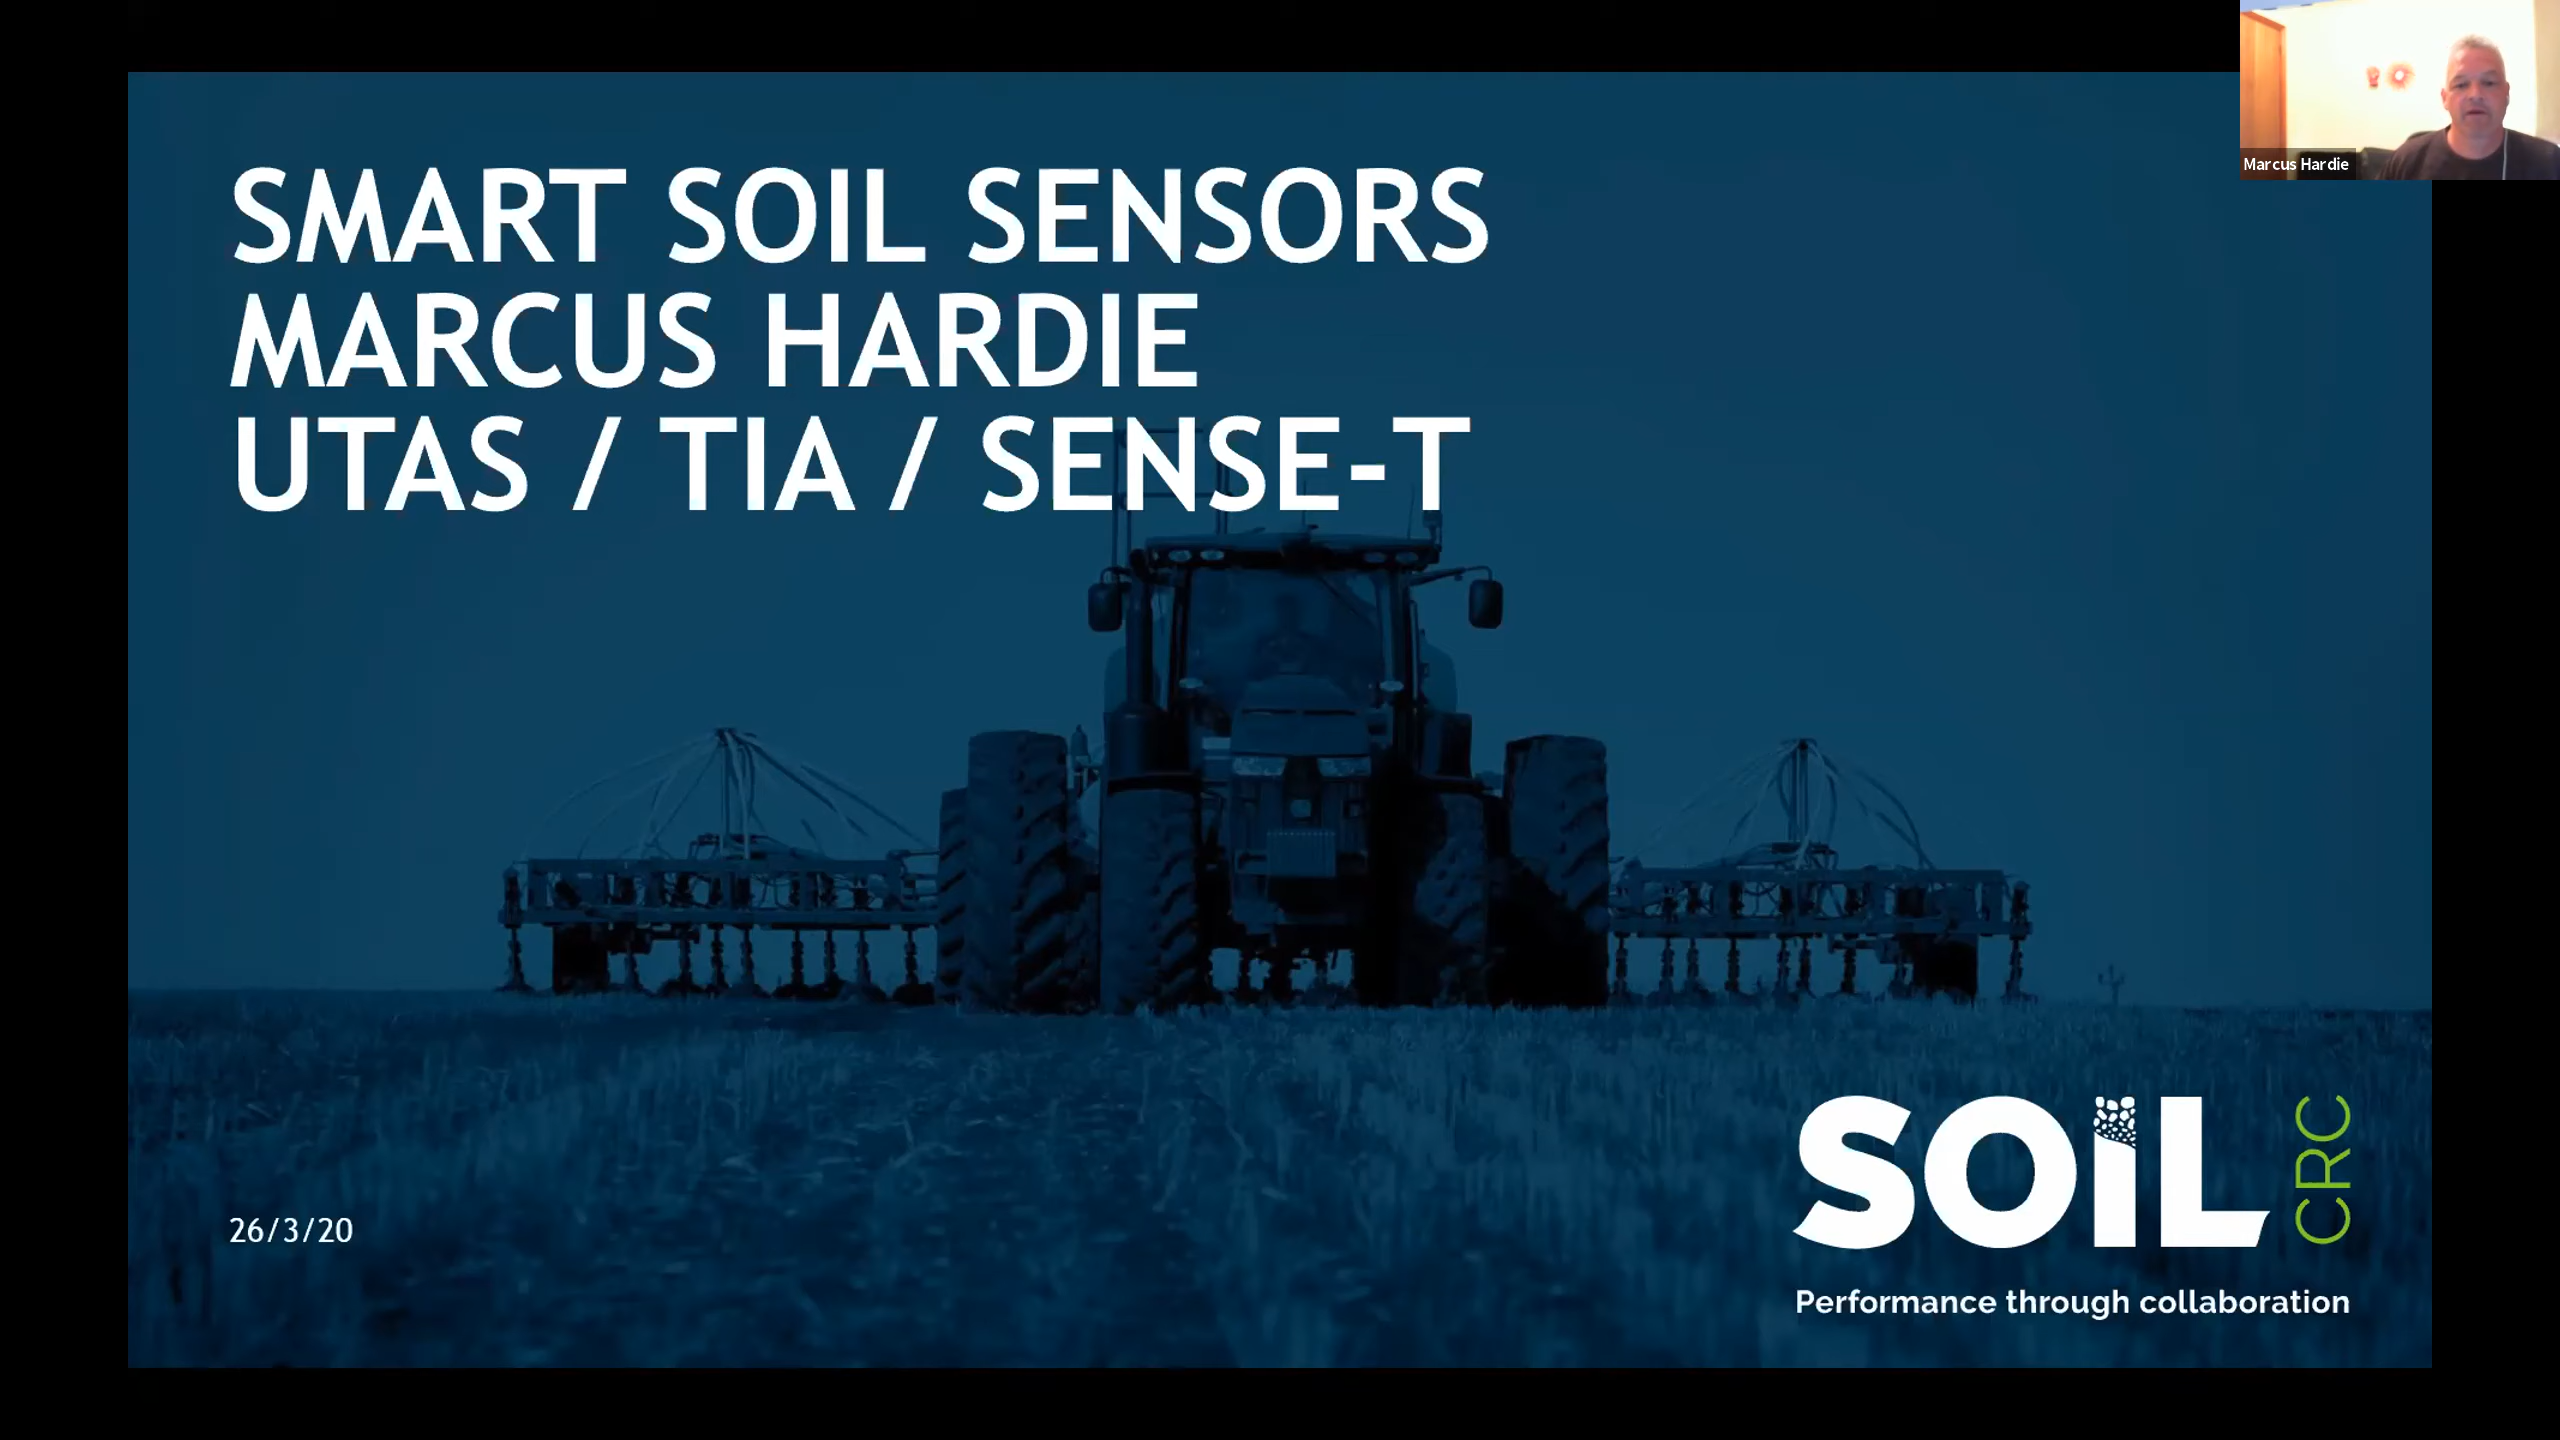 Marcus Hardie
SMART SOIL SENSORS
MARCUS HARDIE
UTAS / TIA / SENSE-T
26/3/20
SOIL CRC
Performance through collaboration